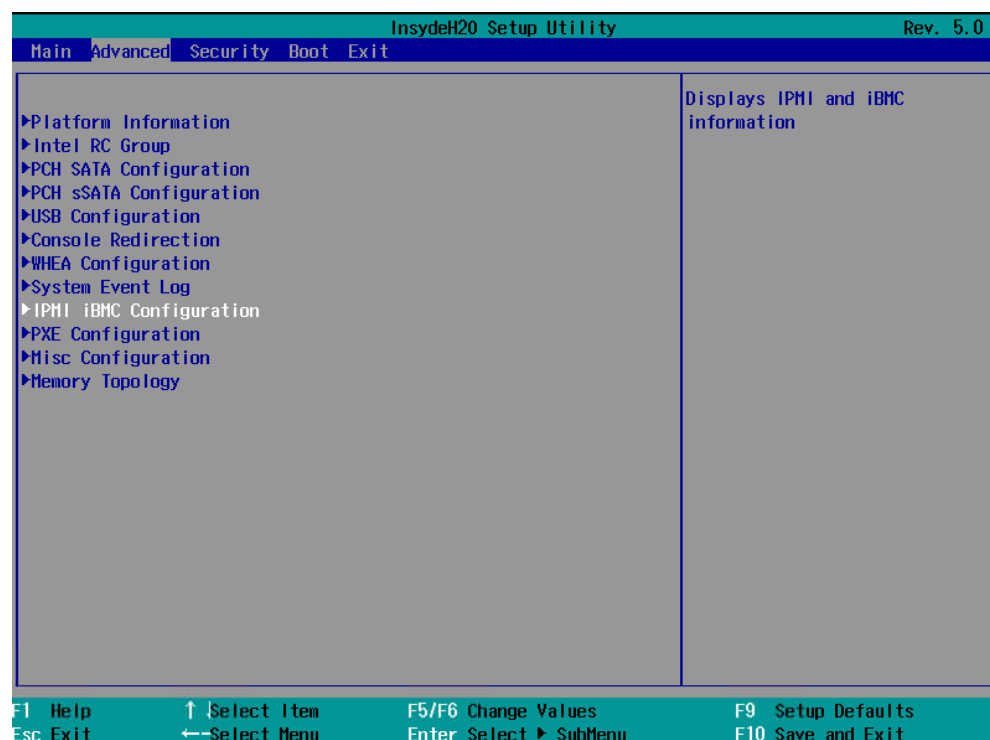 InsydeH20 Setup Utility Rev. 5.0
Main Advanced Security Boot Exit
Displays IPMI and iBMC
information
▶Platform Information
▶Intel RC Group
▶PCH SATA Configuration
▶PCH sSATA Configuration
▶USB Configuration
▶Console Redirection
▶WHEA Configuration
▶System Event Log
▶IPMI iBMC Configuration
▶PXE Configuration
▶Misc Configuration
▶Memory Topology
F1 Help ↑↓Select Item F5/F6 Change Values F9 Setup Defaults
Esc Exit ←→Select Menu Enter Select ▶ SubMenu F10 Save and Exit